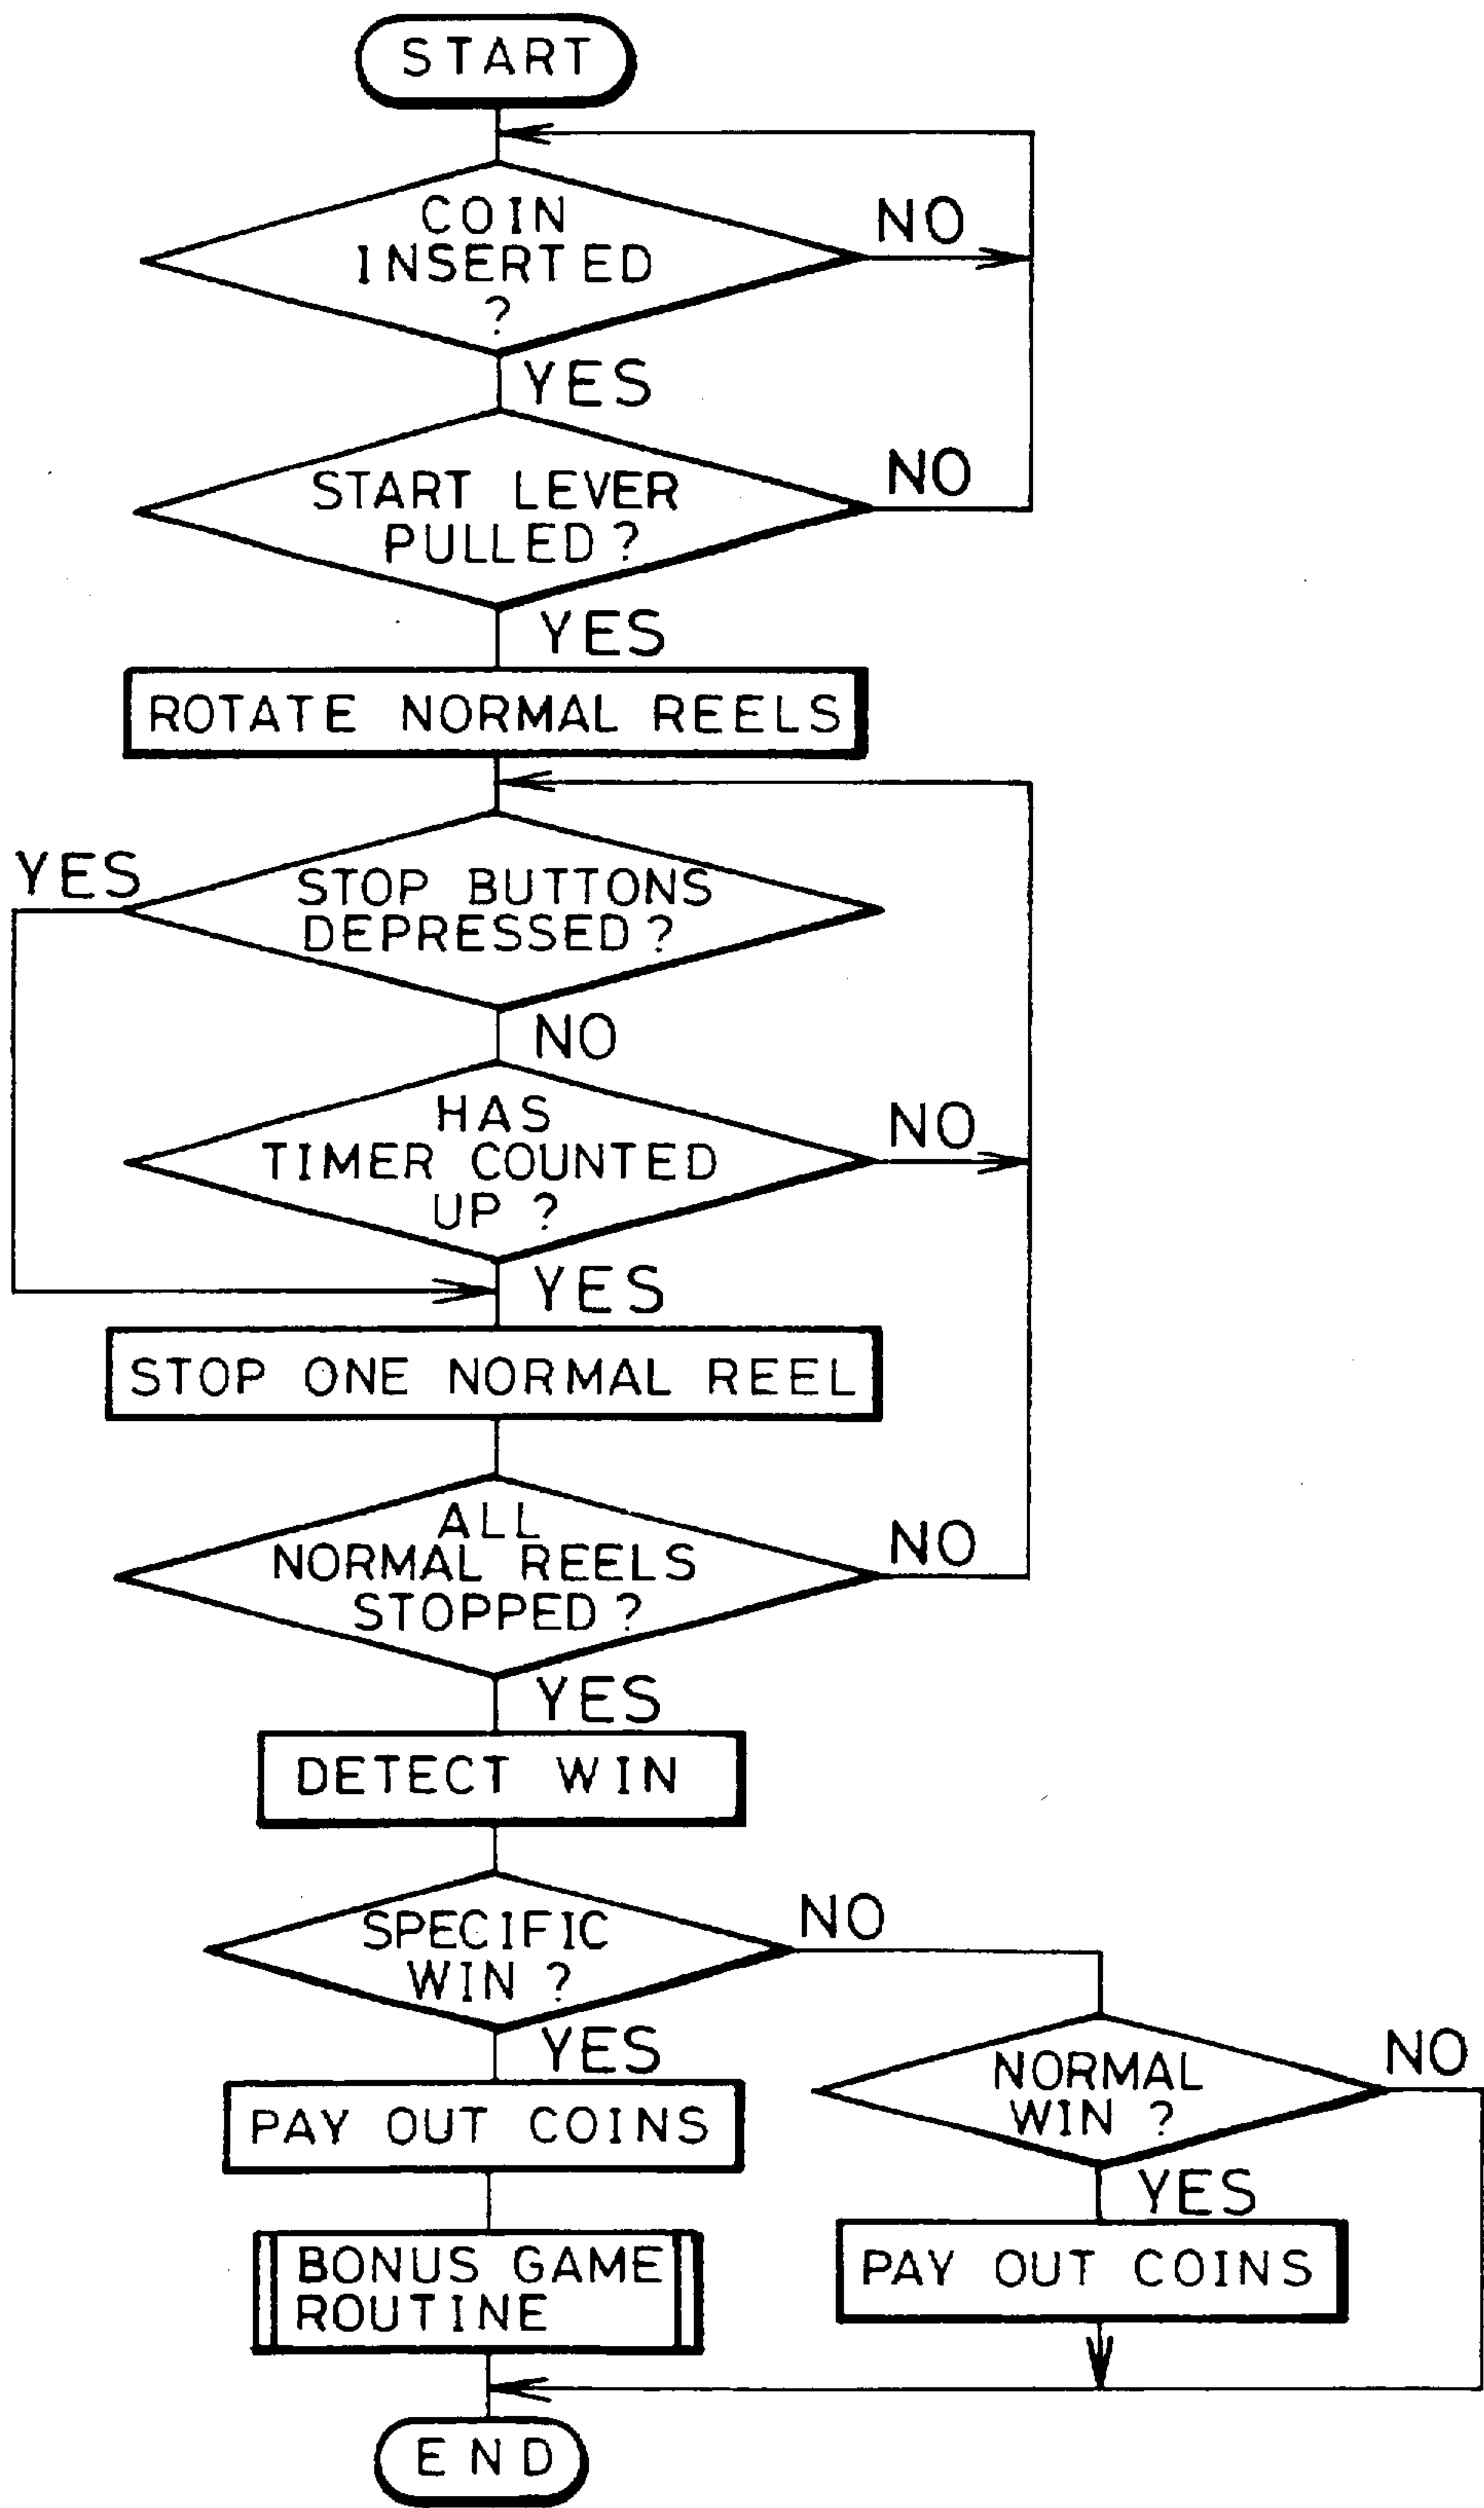 START
COIN
INSERTED
?
NO
YES
START LEVER
PULLED?
NO
YES
ROTATE NORMAL REELS
YES
STOP BUTTONS
DEPRESSED?
NO
HAS
TIMER COUNTED
UP ?
NO
YES
STOP ONE NORMAL REEL
ALL
NORMAL REELS
STOPPED?
NO
YES
DETECT WIN
SPECIFIC
WIN ?
NO
YES
NORMAL
WIN ?
NO
YES
PAY OUT COINS
PAY OUT COINS
BONUS GAME
ROUTINE
END